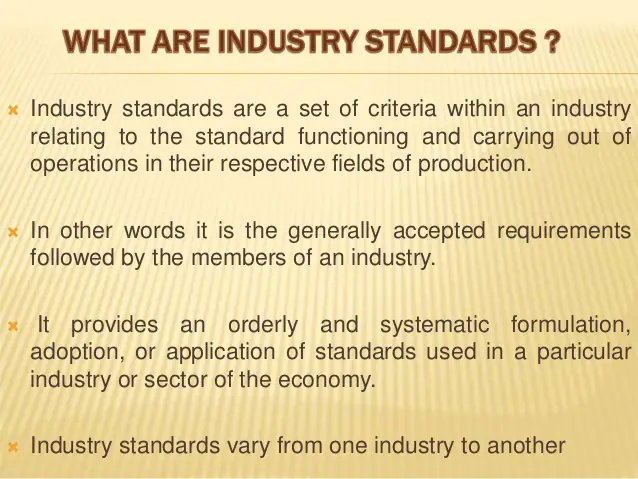 WHAT ARE INDUSTRY STANDARDS ?
Industry standards are a set of criteria within an industry
relating to the standard functioning and carrying out of
operations in their respective fields of production.
In other words it is the generally accepted requirements
followed by the members of an industry.
It provides an orderly and systematic formulation,
adoption, or application of standards used in a particular
industry or sector of the economy.
Industry standards vary from one industry to another